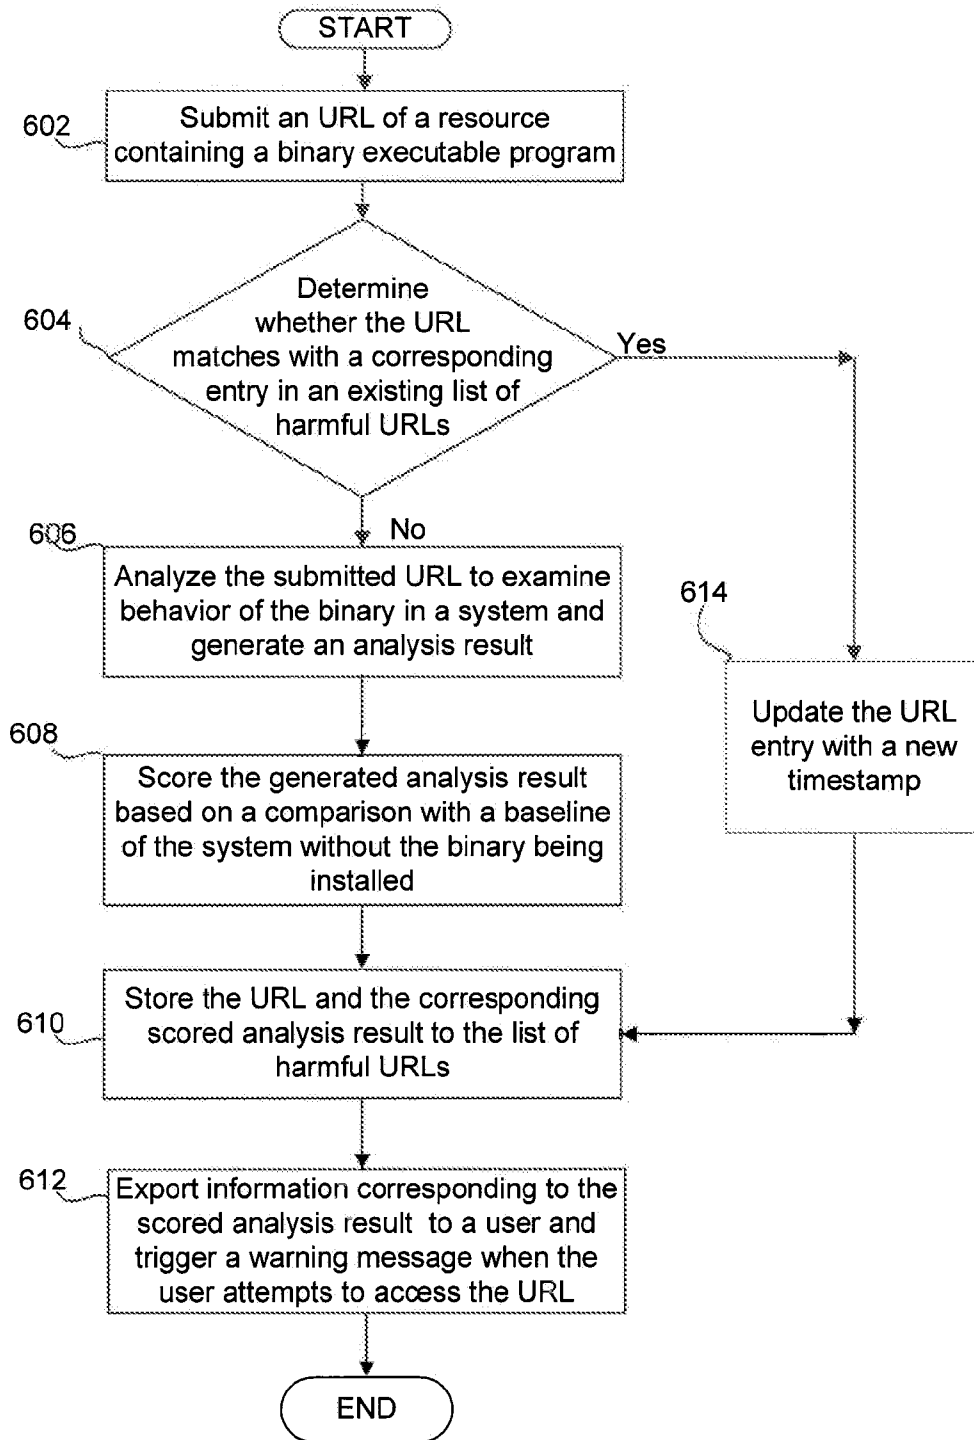 START
602
Submit an URL of a resource
containing a binary executable program
604
Determine
whether the URL
matches with a corresponding
entry in an existing list of
harmful URLs
Yes
No
606
Analyze the submitted URL to examine
behavior of the binary in a system and
generate an analysis result
614
Update the URL
entry with a new
timestamp
608
Score the generated analysis result
based on a comparison with a baseline
of the system without the binary being
installed
610
Store the URL and the corresponding
scored analysis result to the list of
harmful URLs
612
Export information corresponding to the
scored analysis result to a user and
trigger a warning message when the
user attempts to access the URL
END